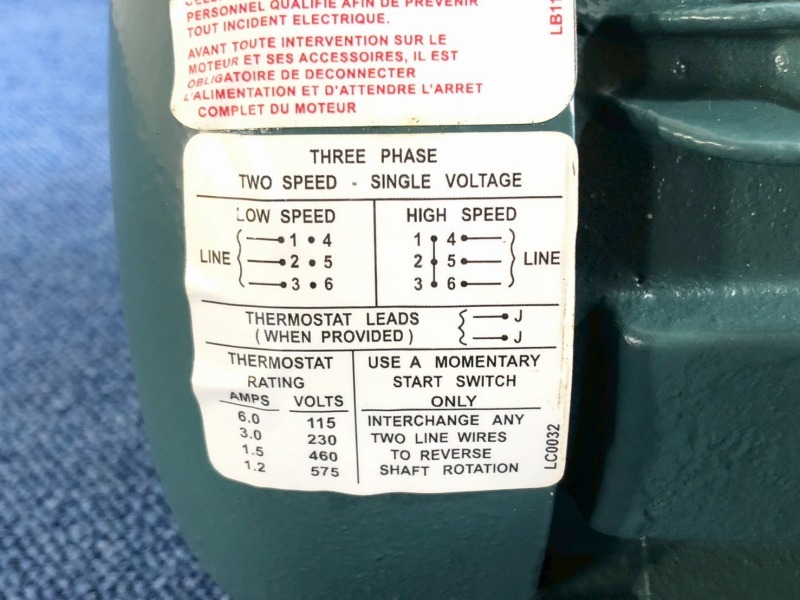 PERSONNEL QUALIFIE AFIN DE PREVENIR
TOUT INCIDENT ELECTRIQUE.
AVANT TOUTE INTERVENTION SUR LE
MOTEUR ET SES ACCESSOIRES, IL EST
OBLIGATOIRE DE DECONNECTER
L'ALIMENTATION ET D'ATTENDRE L'ARRET
COMPLET DU MOTEUR
THREE PHASE
TWO SPEED - SINGLE VOLTAGE
LOW SPEED
LINE
1 • 4
2 • 5
3 • 6
HIGH SPEED
1 4
2 5
3 6
LINE
THERMOSTAT LEADS
(WHEN PROVIDED)
J
J
THERMOSTAT
RATING
AMPS VOLTS
6.0 115
3.0 230
1.5 460
1.2 575
USE A MOMENTARY
START SWITCH
ONLY
INTERCHANGE ANY
TWO LINE WIRES
TO REVERSE
SHAFT ROTATION
LC0032